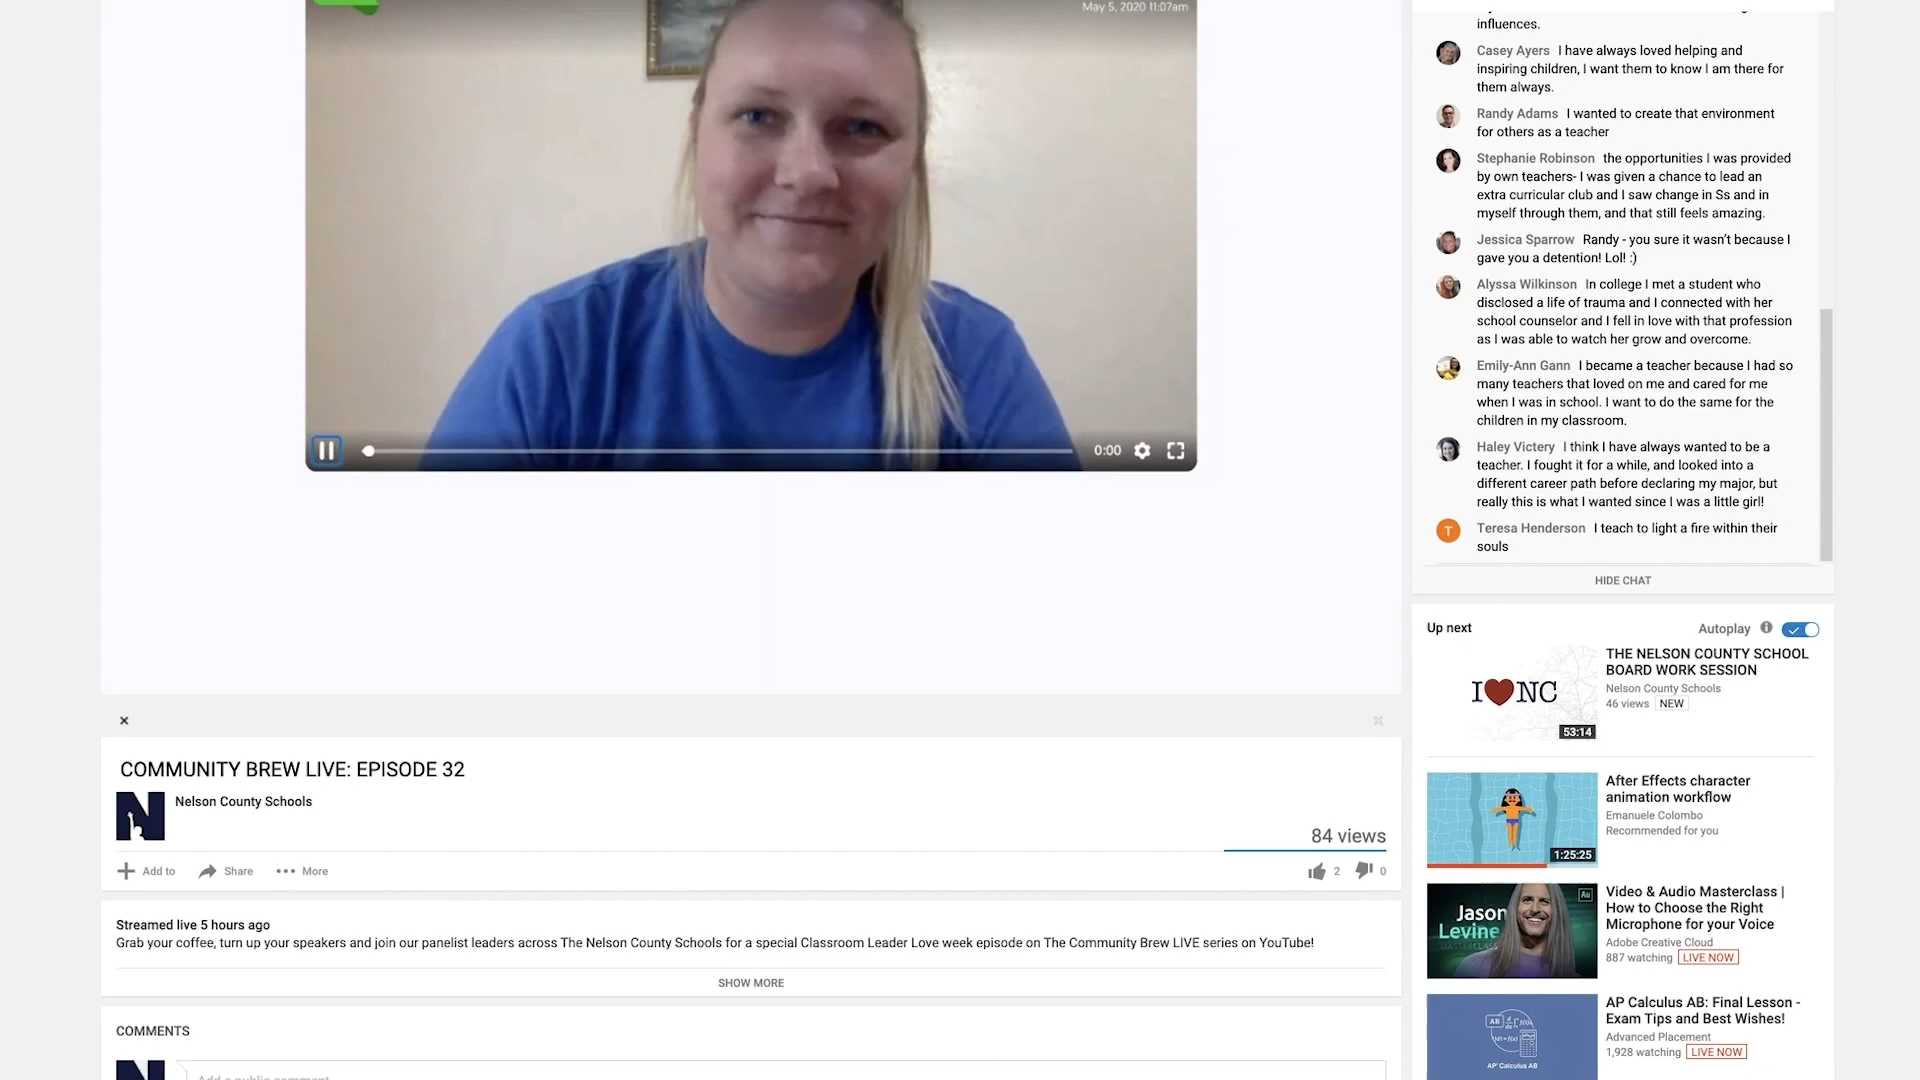 May 5, 2020 11:07am
0:00
influences.
Casey Ayers I have always loved helping and
inspiring children, I want them to know I am there for
them always.
Randy Adams I wanted to create that environment
for others as a teacher
Stephanie Robinson the opportunities I was provided
by own teachers- I was given a chance to lead an
extra curricular club and I saw change in Ss and in
myself through them, and that still feels amazing.
Jessica Sparrow Randy - you sure it wasn't because I
gave you a detention! Lol! :)
Alyssa Wilkinson In college I met a student who
disclosed a life of trauma and I connected with her
school counselor and I fell in love with that profession
as I was able to watch her grow and overcome.
Emily-Ann Gann I became a teacher because I had so
many teachers that loved on me and cared for me
when I was in school. I want to do the same for the
children in my classroom.
Haley Victery I think I have always wanted to be a
teacher. I fought it for a while, and looked into a
different career path before declaring my major, but
really this is what I wanted since I was a little girl!
T
Teresa Henderson I teach to light a fire within their
souls
HIDE CHAT
COMMUNITY BREW LIVE: EPISODE 32
N
Nelson County Schools
84 views
Add to
Share
More
2
0
Streamed live 5 hours ago
Grab your coffee, turn up your speakers and join our panelist leaders across The Nelson County Schools for a special Classroom Leader Love week episode on The Community Brew LIVE series on YouTube!
SHOW MORE
COMMENTS
Add a public comment
Up next
Autoplay
I NC
53:14
THE NELSON COUNTY SCHOOL
BOARD WORK SESSION
Nelson County Schools
46 views NEW
1:25:25
After Effects character
animation workflow
Emanuele Colombo
Recommended for you
Jason
Levine
MASTERCLASS
Au
Video & Audio Masterclass |
How to Choose the Right
Microphone for your Voice
Adobe Creative Cloud
887 watching LIVE NOW
AB
AP® Calculus AB
AP Calculus AB: Final Lesson -
Exam Tips and Best Wishes!
Advanced Placement
1,928 watching LIVE NOW